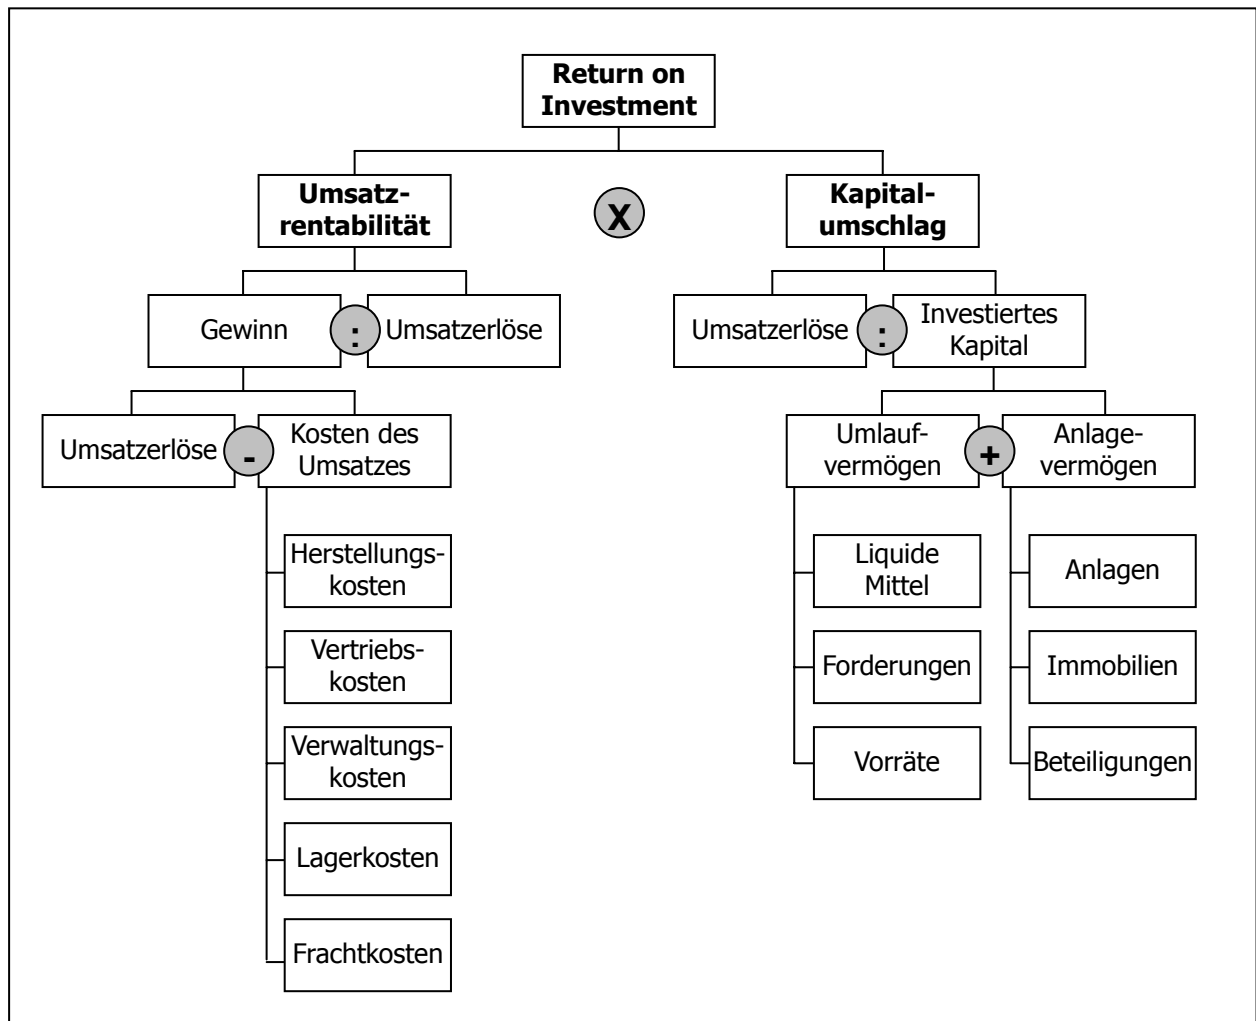 Return on
Investment
Umsatz-
rentabilität
X
Kapital-
umschlag
Gewinn
:
Umsatzerlöse
Umsatzerlöse
:
Investiertes
Kapital
Umsatzerlöse
-
Kosten des
Umsatzes
Umlauf-
vermögen
+
Anlage-
vermögen
Herstellungs-
kosten
Vertriebs-
kosten
Verwaltungs-
kosten
Lagerkosten
Frachtkosten
Liquide
Mittel
Forderungen
Vorräte
Anlagen
Immobilien
Beteiligungen